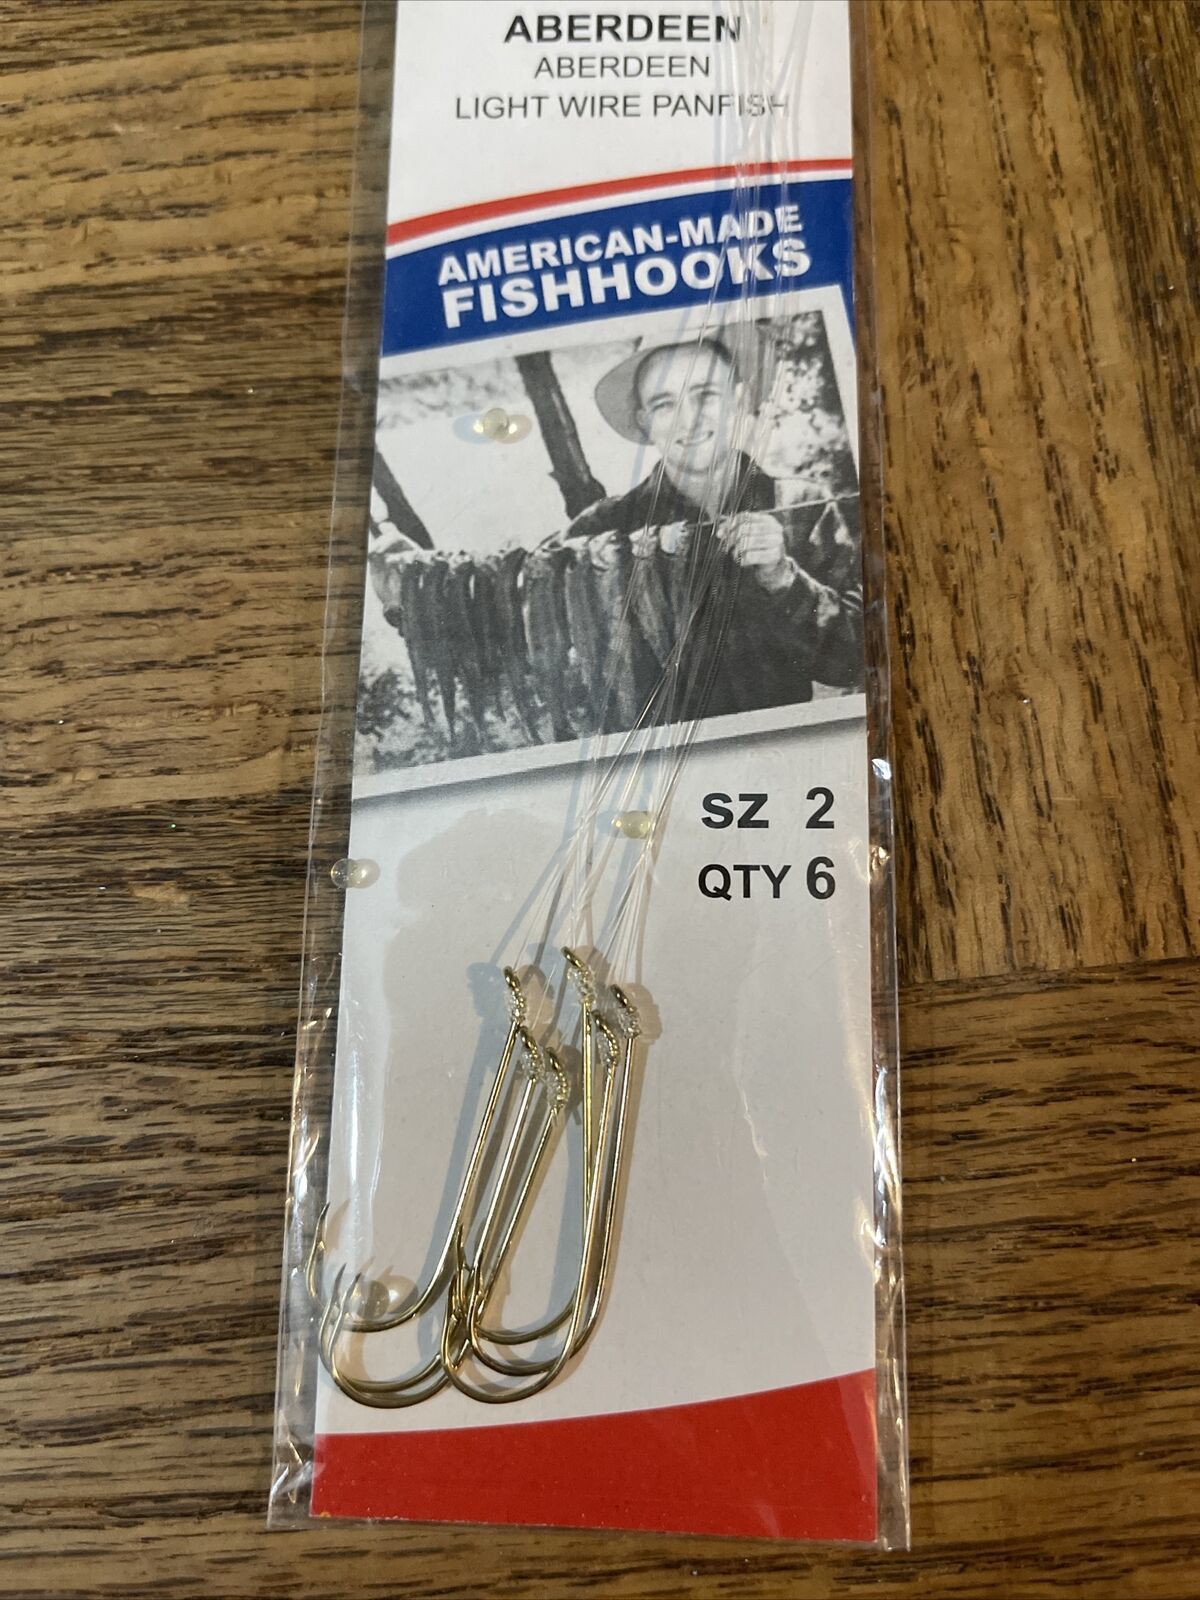 ABERDEEN
ABERDEEN
LIGHT WIRE PANFISH
AMERICAN-MADE
FISHHOOKS
SZ 2
QTY 6